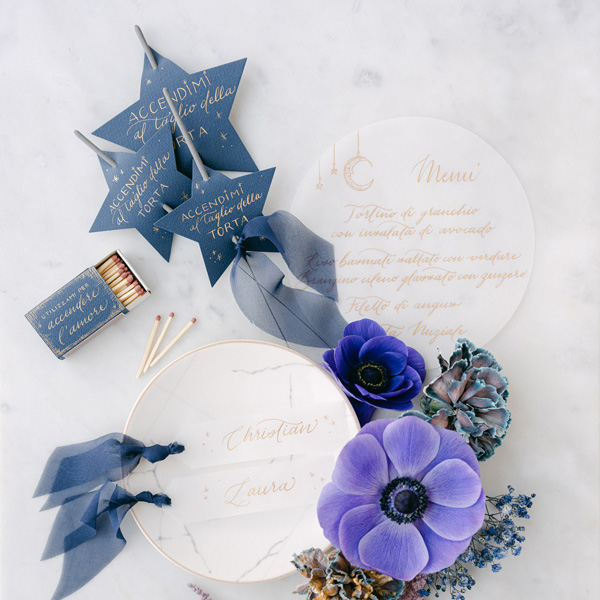 ACCENDIMI
al taglio della
TORTA
ACCENDIMI
al taglio della
TORTA
ACCENDIMI
al taglio della
TORTA
Menu
Tortino di granchio
con insalata di avocado
Riso basmati saltato con verdure
glassato con zenzero
Filetto di
Torta Nuziale
UTILIZZAMI PER
accendere
l'amore
Christian
Laura